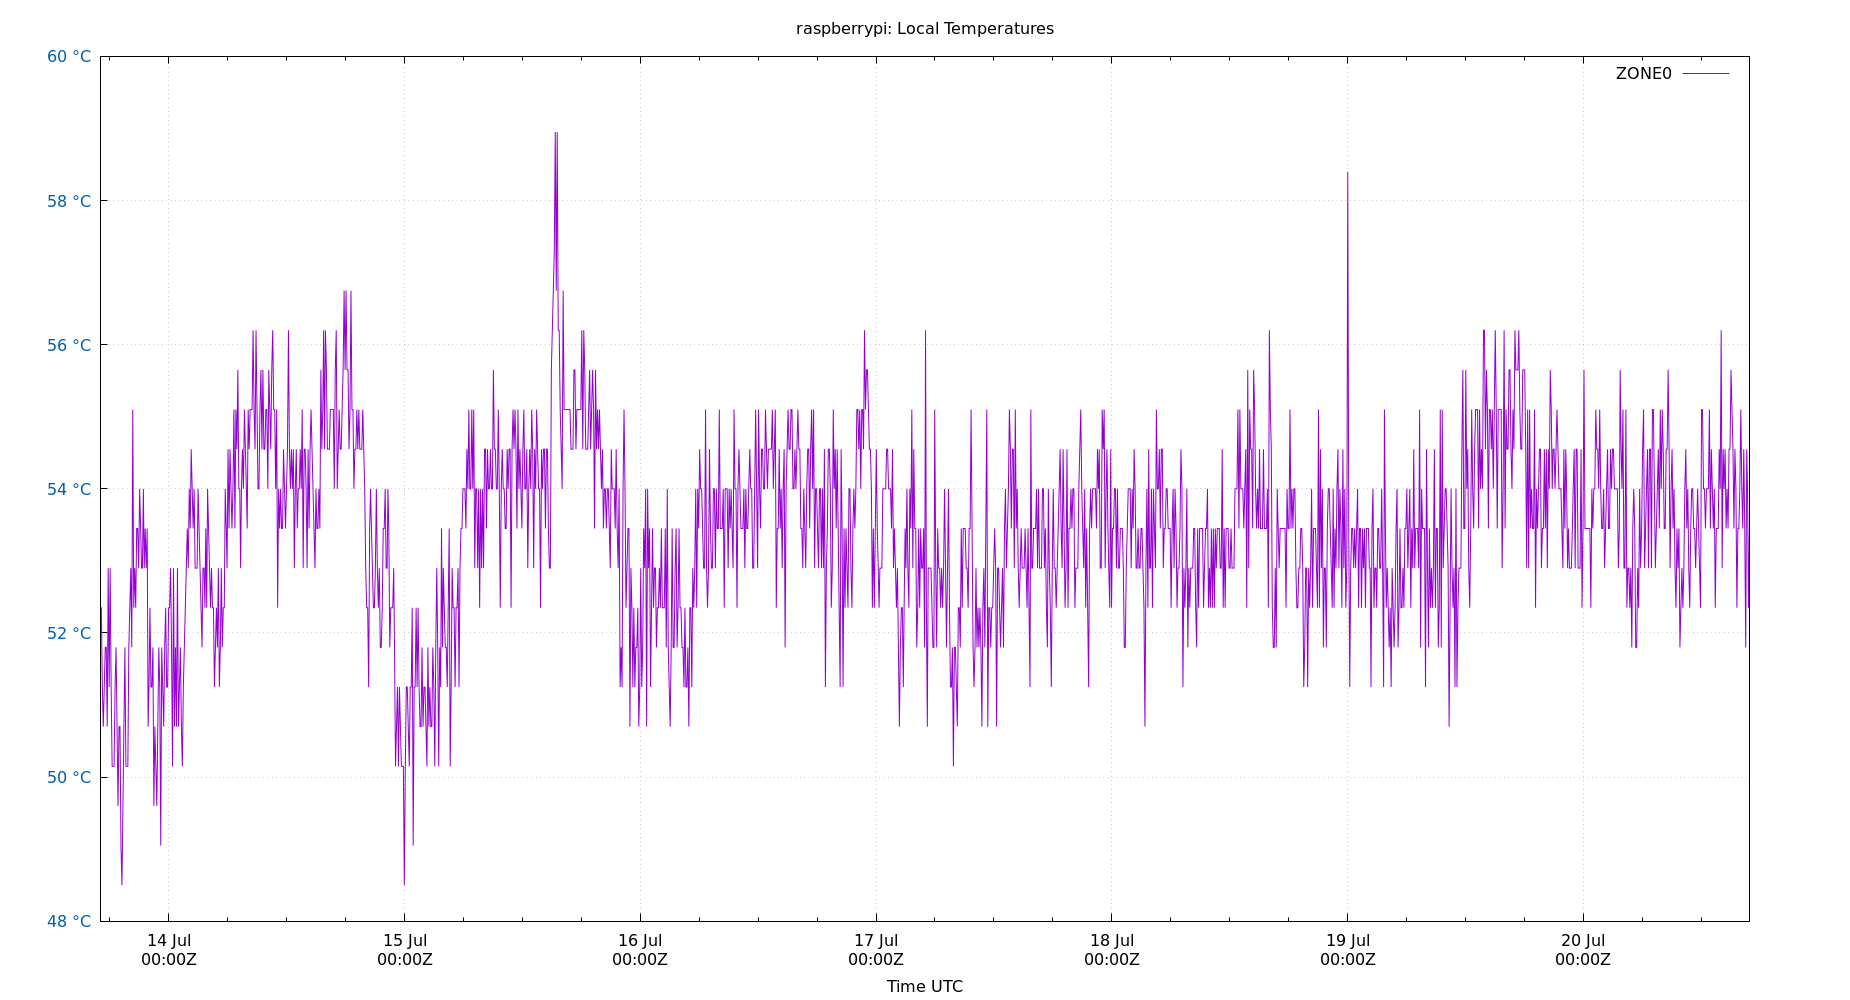 raspberrypi: Local Temperatures
60 °C
ZONE0
58 °C
56 °C
54 °C
52 °C
50 °C
48 °C
14 Jul 15 Jul 16 Jul 17 Jul 18 Jul 19 Jul 20 Jul
00:00Z 00:00Z 00:00Z 00:00Z 00:00Z 00:00Z 00:00Z
Time UTC